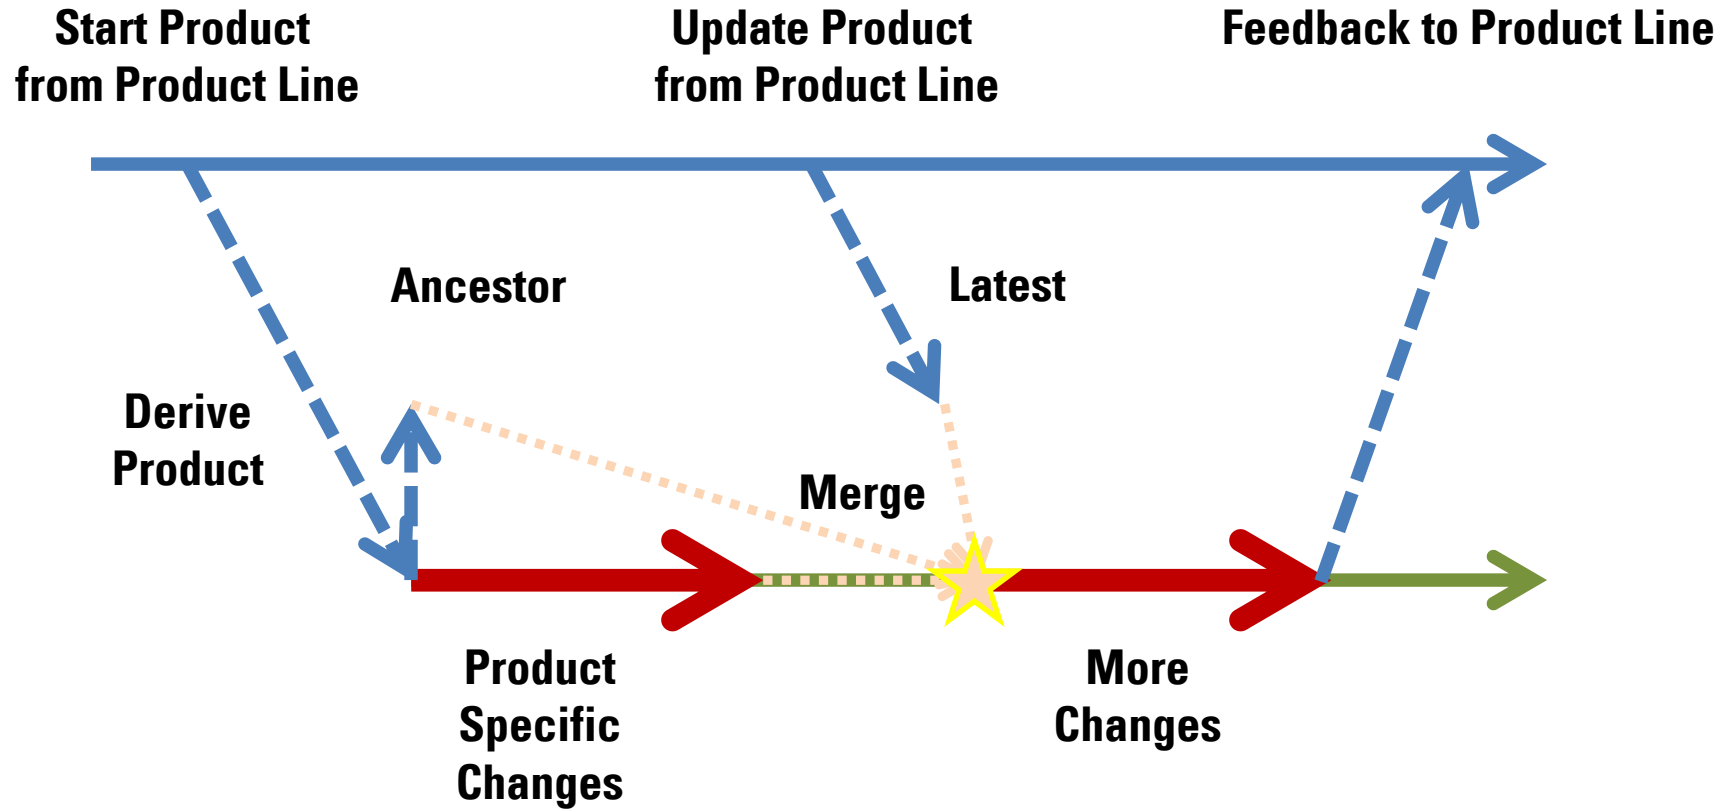 Start Product
from Product Line
Update Product
from Product Line
Feedback to Product Line
Ancestor
Latest
Derive
Product
Merge
Product
Specific
Changes
More
Changes